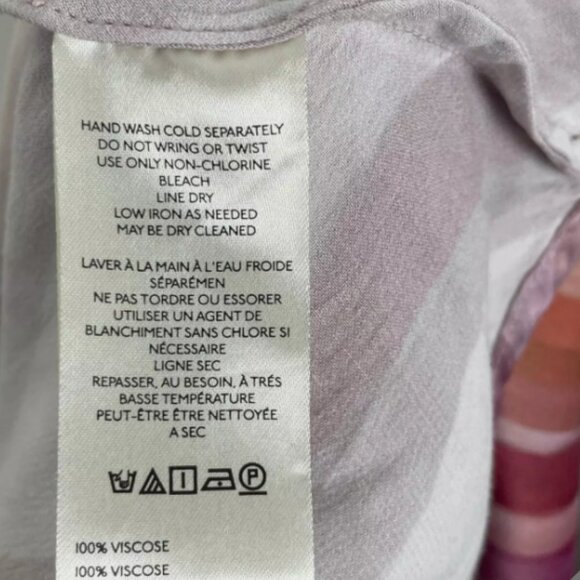 HAND WASH COLD SEPARATELY
DO NOT WRING OR TWIST
USE ONLY NON-CHLORINE
BLEACH
LINE DRY
LOW IRON AS NEEDED
MAY BE DRY CLEANED
LAVER À LA MAIN À L'EAU FROIDE
SÉPARÉMEN
NE PAS TORDRE OU ESSORER
UTILISER UN AGENT DE
BLANCHIMENT SANS CHLORE SI
NÉCESSAIRE
LIGNE SEC
REPASSER, AU BESOIN, À TRÉS
BASSE TEMPÉRATURE
PEUT-ÊTRE ÊTRE NETTOYÉE
A SEC
P
100% VISCOSE
100% VISCOSE